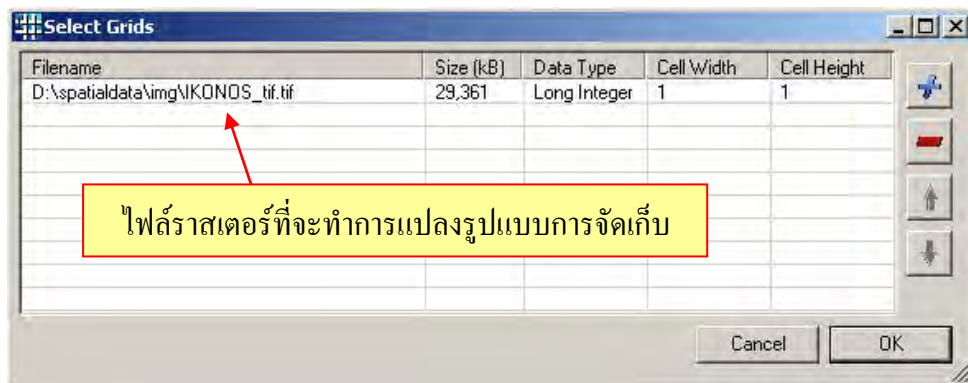 Select Grids
Filename Size (kB) Data Type Cell Width Cell Height
D:\spatialdata\img\IKONOS_tif.tif 29,361 Long Integer 1 1
ไฟล์ราสเตอร์ที่จะทำการแปลงรูปแบบการจัดเก็บ
Cancel OK